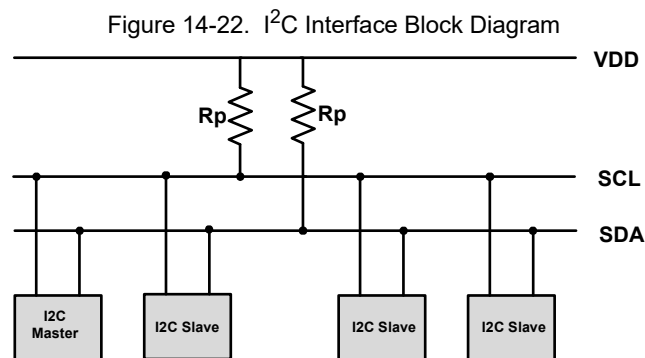 Figure 14-22. I²C Interface Block Diagram
VDD
Rp
Rp
SCL
SDA
I2C
Master
I2C Slave
I2C Slave
I2C Slave